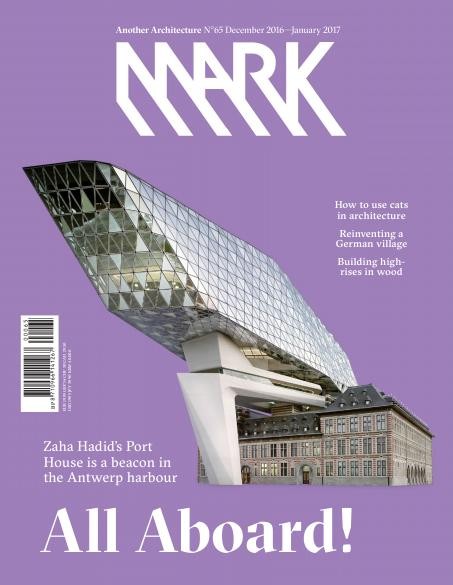 Another Architecture N°65 December 2016—January 2017
MARK
How to use cats
in architecture
Reinventing a
German village
Building high-
rises in wood
00065
Zaha Hadid's Port
House is a beacon in
the Antwerp harbour
All Aboard!